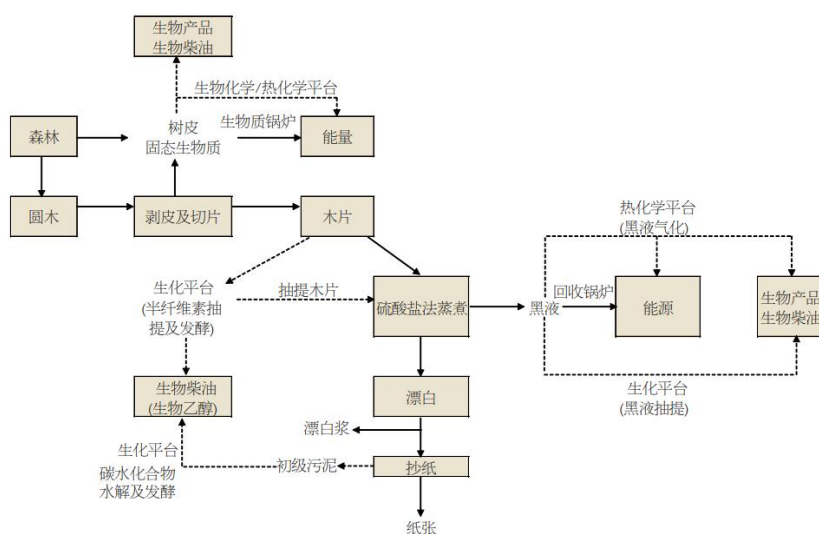 生物产品
生物柴油
生物化学/热化学平台
森林
树皮
固态生物质
生物质锅炉
能量
圆木
剥皮及切片
木片
热化学平台
(黑液气化)
生化平台
(半纤维素抽
提及发酵)
抽提木片
硫酸盐法蒸煮
黑液
回收锅炉
能源
生物产品
生物柴油
生物柴油
(生物乙醇)
漂白
生化平台
(黑液抽提)
漂白浆
生化平台
碳水化合物
水解及发酵
初级污泥
抄纸
纸张